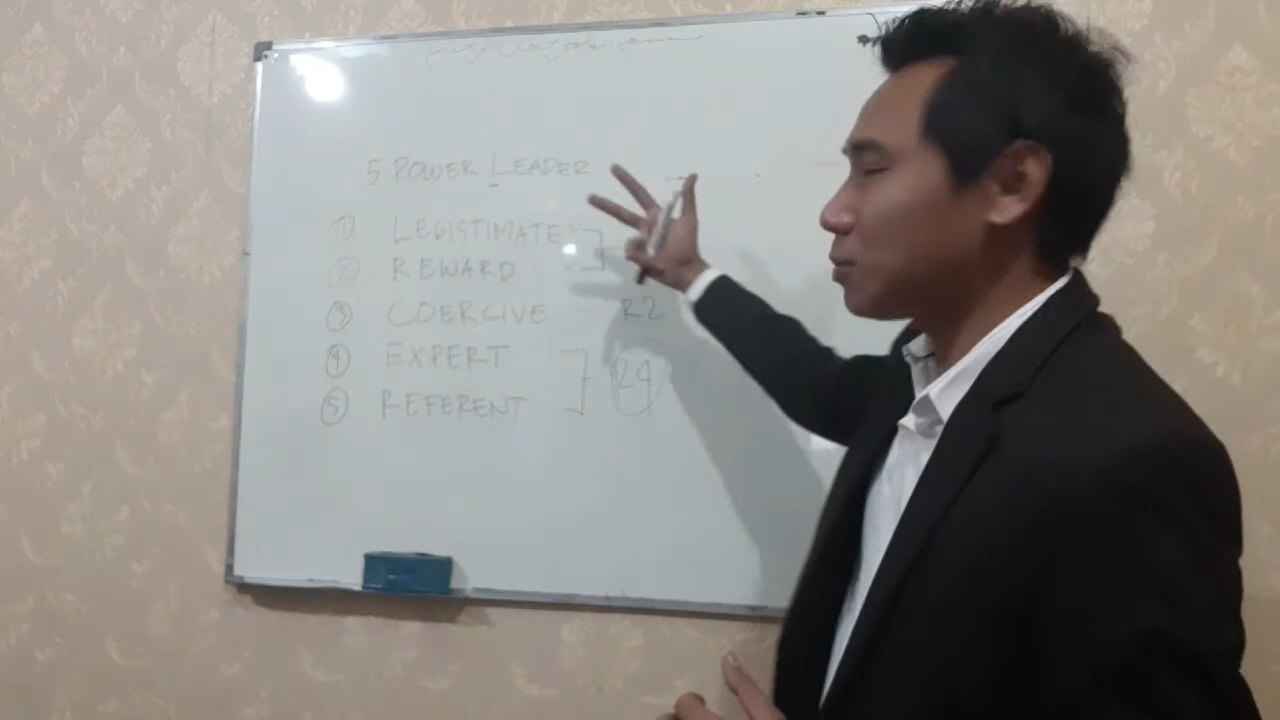 5 POWER LEADER
① LEGISTIMATE
② REWARD
③ COERCIVE R2
④ EXPERT
R4
⑤ REFERENT